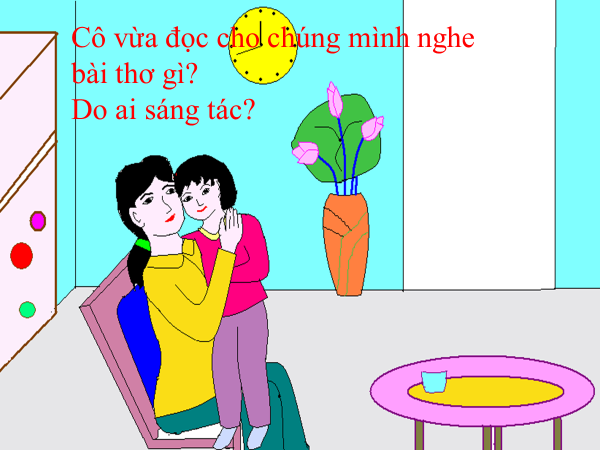 Cô vừa đọc cho chúng mình nghe
bài thơ gì?
Do ai sáng tác?